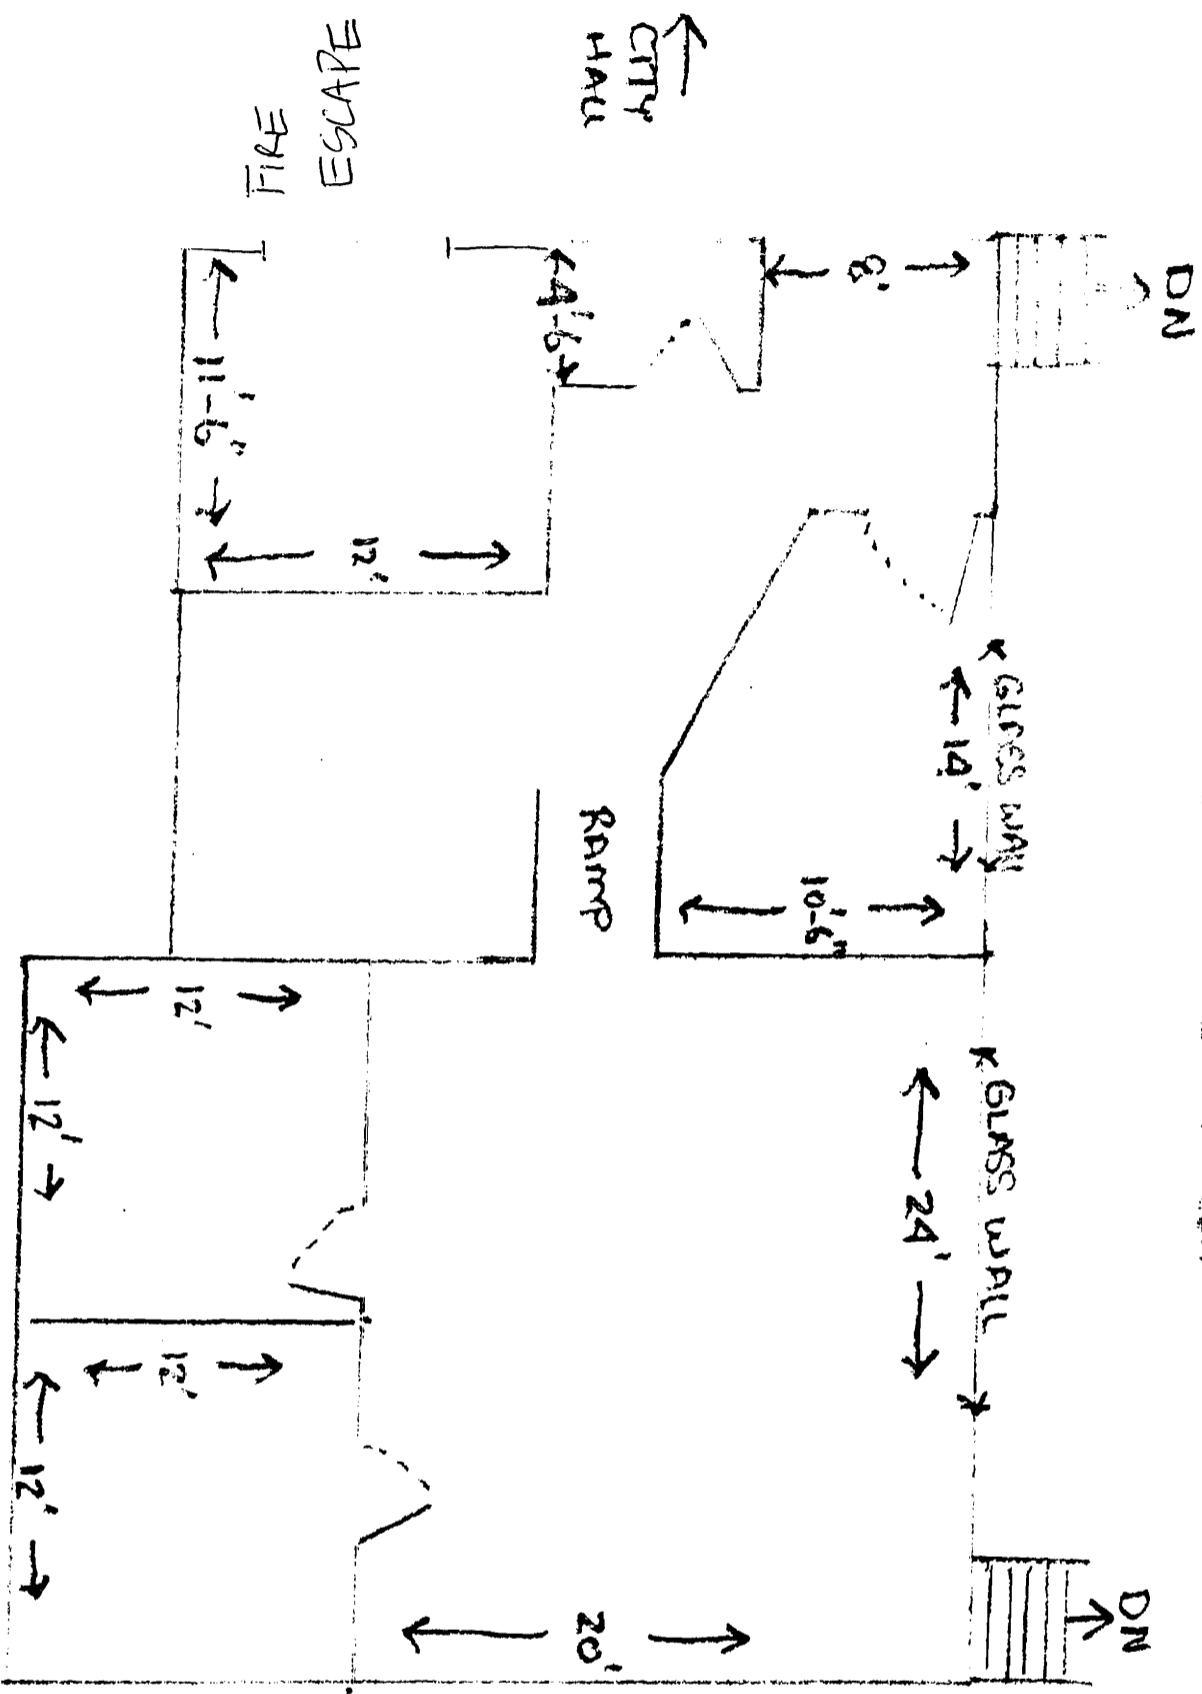 DN
DN
GLASS WALL
GLASS WALL
8'
14'
24'
10'-6"
CITY
HALL
4'-6"
RAMP
20'
FIRE
ESCAPE
12'
11'-6"
12'
12'
12'
12'